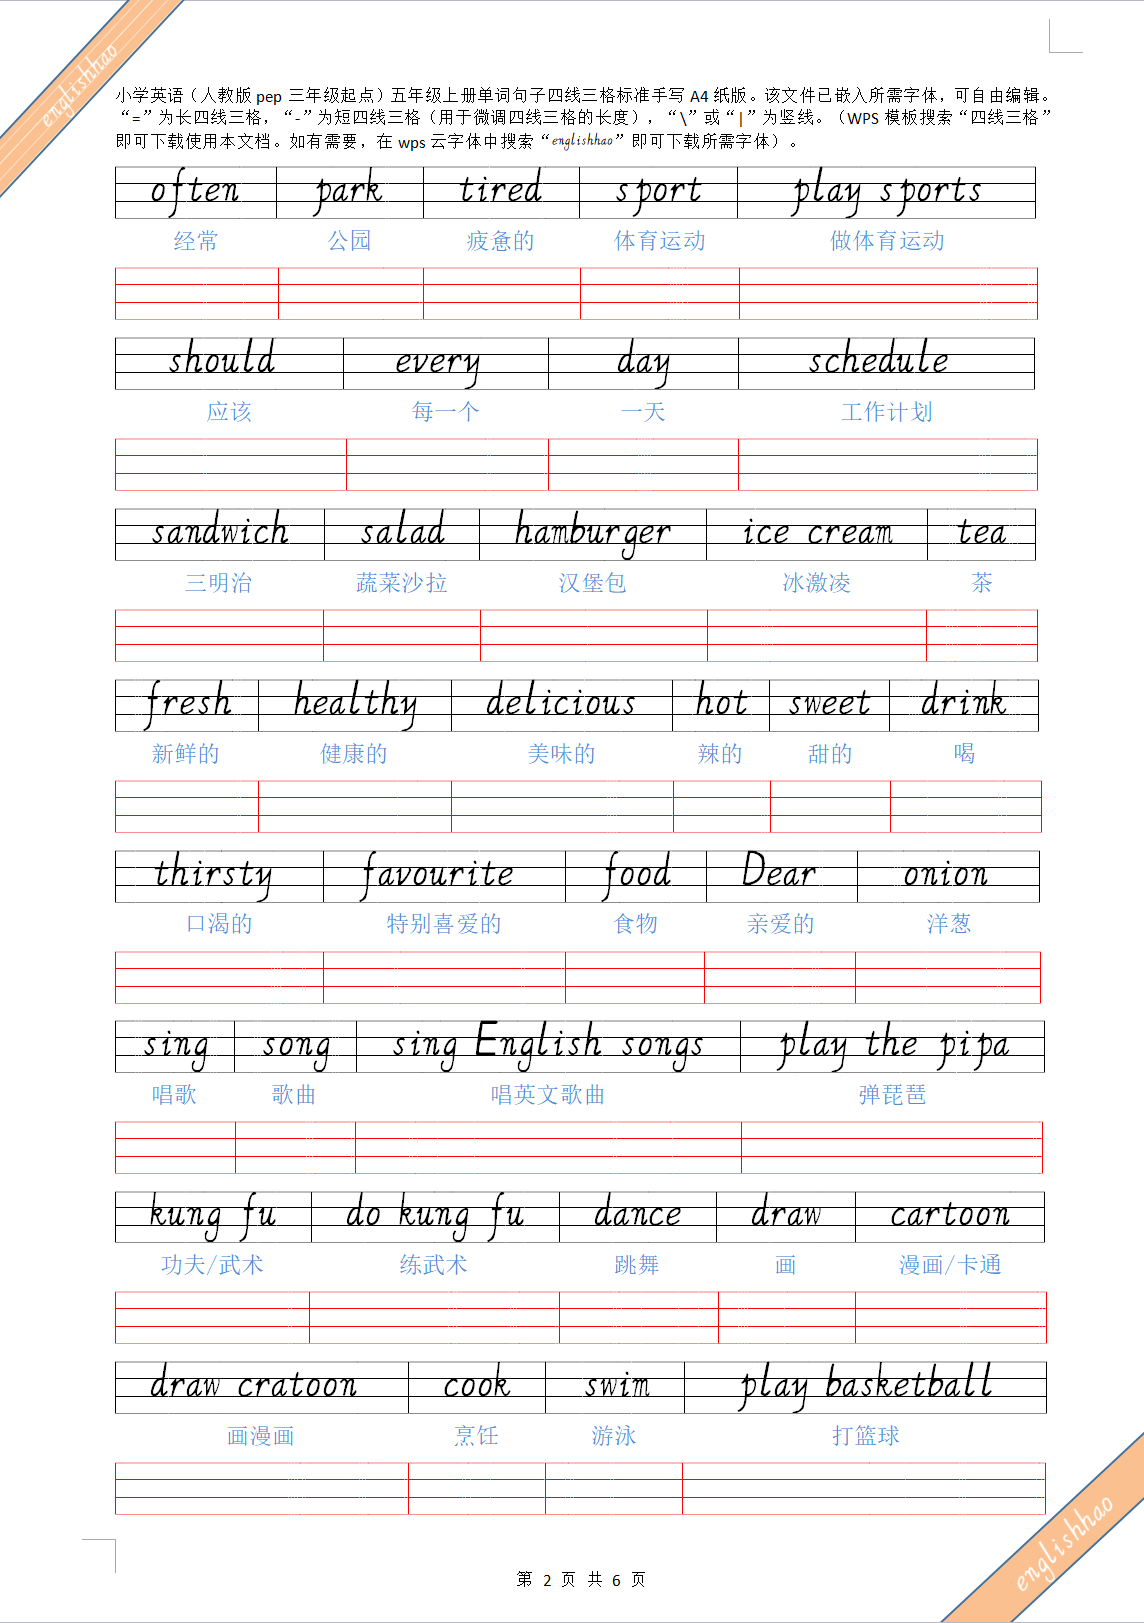 englishhao
小学英语（人教版 pep 三年级起点）五年级上册单词句子四线三格标准手写 A4 纸版。该文件已嵌入所需字体，可自由编辑。
“=”为长四线三格，“-”为短四线三格（用于微调四线三格的长度），“\”或“|”为竖线。（WPS 模板搜索“四线三格”
即可下载使用本文档。如有需要，在 wps 云字体中搜索“englishhao”即可下载所需字体）。
often park tired sport play sports
经常 公园 疲惫的 体育运动 做体育运动
should every day schedule
应该 每一个 一天 工作计划
sandwich salad hamburger ice cream tea
三明治 蔬菜沙拉 汉堡包 冰激凌 茶
fresh healthy delicious hot sweet drink
新鲜的 健康的 美味的 辣的 甜的 喝
thirsty favourite food Dear onion
口渴的 特别喜爱的 食物 亲爱的 洋葱
sing song sing English songs play the pipa
唱歌 歌曲 唱英文歌曲 弹琵琶
kung fu do kung fu dance draw cartoon
功夫/武术 练武术 跳舞 画 漫画/卡通
draw cratoon cook swim play basketball
画漫画 烹饪 游泳 打篮球
englishhao
第 2 页 共 6 页